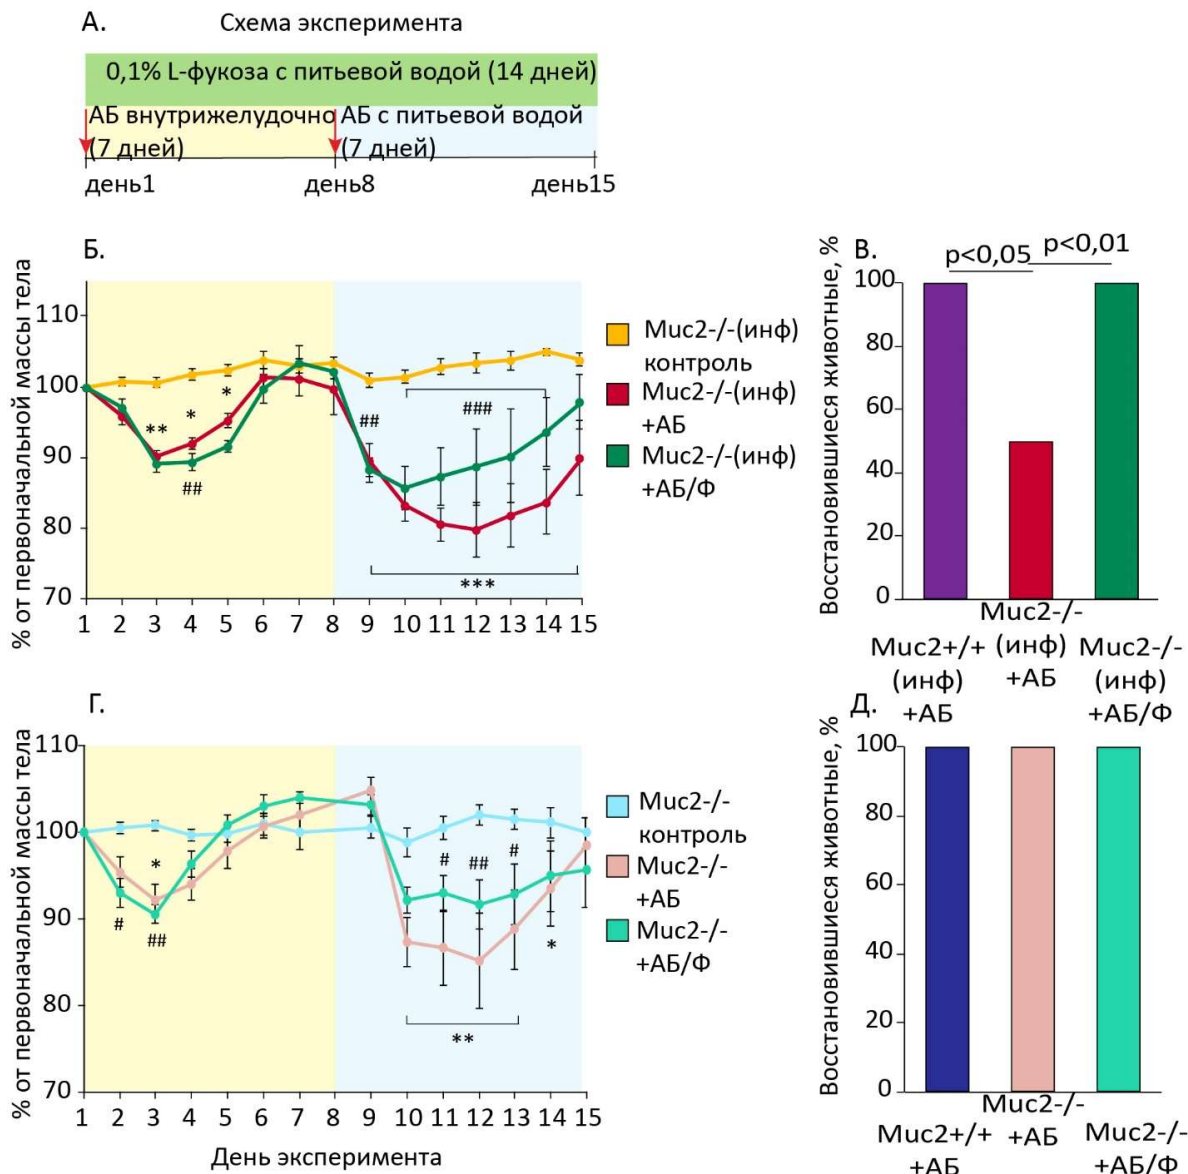 А.
Схема эксперимента
0,1% L-фукоза с питьевой водой (14 дней)
АБ внутрижелудочно
(7 дней)
АБ с питьевой водой
(7 дней)
день1
день8
день15
Б.
% от первоначальной массы тела
110
100
90
80
70
**
*
*
##
##
###
***
1 2 3 4 5 6 7 8 9 10 11 12 13 14 15
Muc2-/-(инф)
контроль
Muc2-/-(инф)
+АБ
Muc2-/-(инф)
+АБ/Ф
В.
Восстановившиеся животные, %
p<0,05
p<0,01
100
80
60
40
20
0
Muc2+/+
(инф)
+АБ
Muc2-/-
(инф)
+АБ
Muc2-/-
(инф)
+АБ/Ф
Г.
% от первоначальной массы тела
110
100
90
80
70
#
*
##
#
##
#
*
**
1 2 3 4 5 6 7 9 10 11 12 13 14 15
День эксперимента
Muc2-/-
контроль
Muc2-/-
+АБ
Muc2-/-
+АБ/Ф
Д.
Восстановившиеся животные, %
100
80
60
40
20
0
Muc2+/+
+АБ
Muc2-/-
+АБ
Muc2-/-
+АБ/Ф